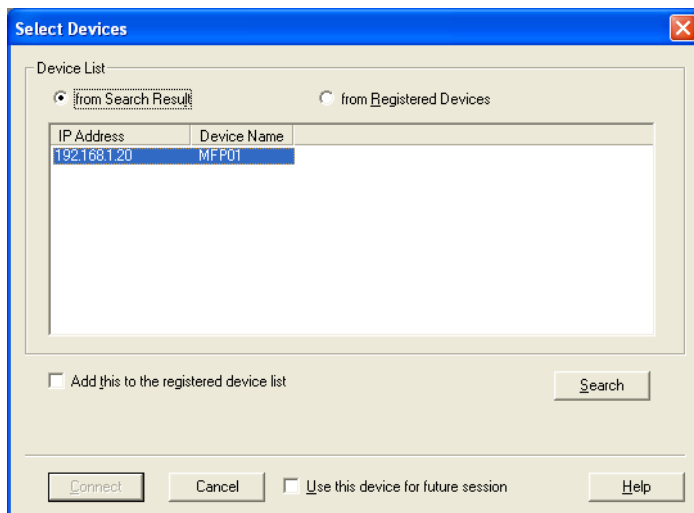 Select Devices
Device List
from Search Result from Registered Devices
IP Address Device Name
192.168.1.20 MFP01
Add this to the registered device list Search
Connect Cancel Use this device for future session Help